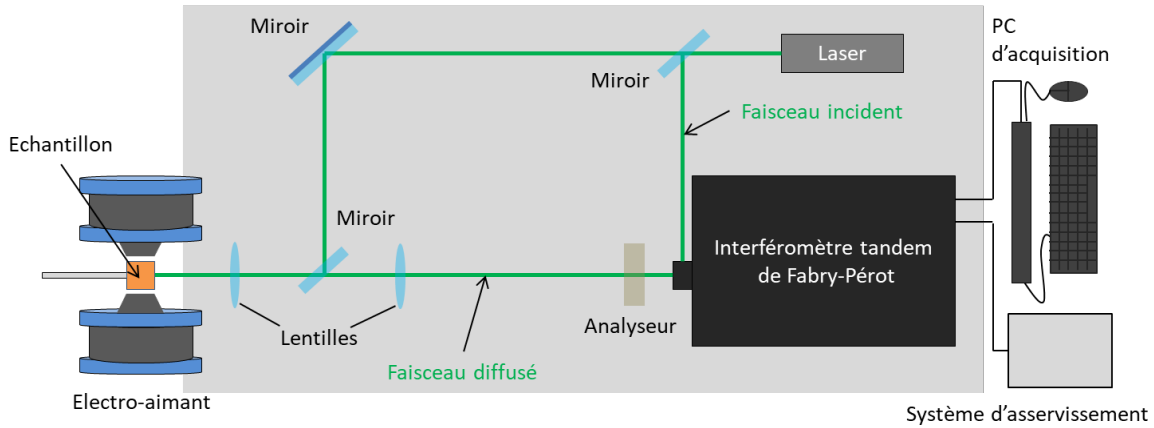 Miroir
Laser
PC
d’acquisition
Miroir
Faisceau incident
Echantillon
Miroir
Interféromètre tandem
de Fabry-Pérot
Analyseur
Lentilles
Faisceau diffusé
Electro-aimant
Système d’asservissement